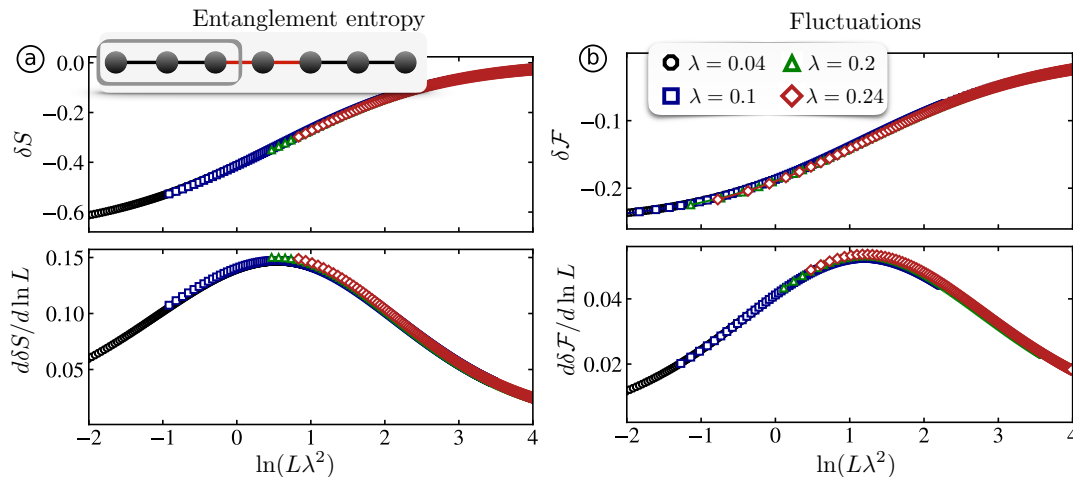 Entanglement entropy
a
0.0
−0.2
−0.4
−0.6
δS
0.15
0.10
0.05
dδS/d ln L
−2 −1 0 1 2 3 4
ln(Lλ²)
Fluctuations
b
λ = 0.04 λ = 0.2
λ = 0.1 λ = 0.24
−0.1
−0.2
δℱ
0.04
0.02
dδℱ/d ln L
−2 −1 0 1 2 3 4
ln(Lλ²)